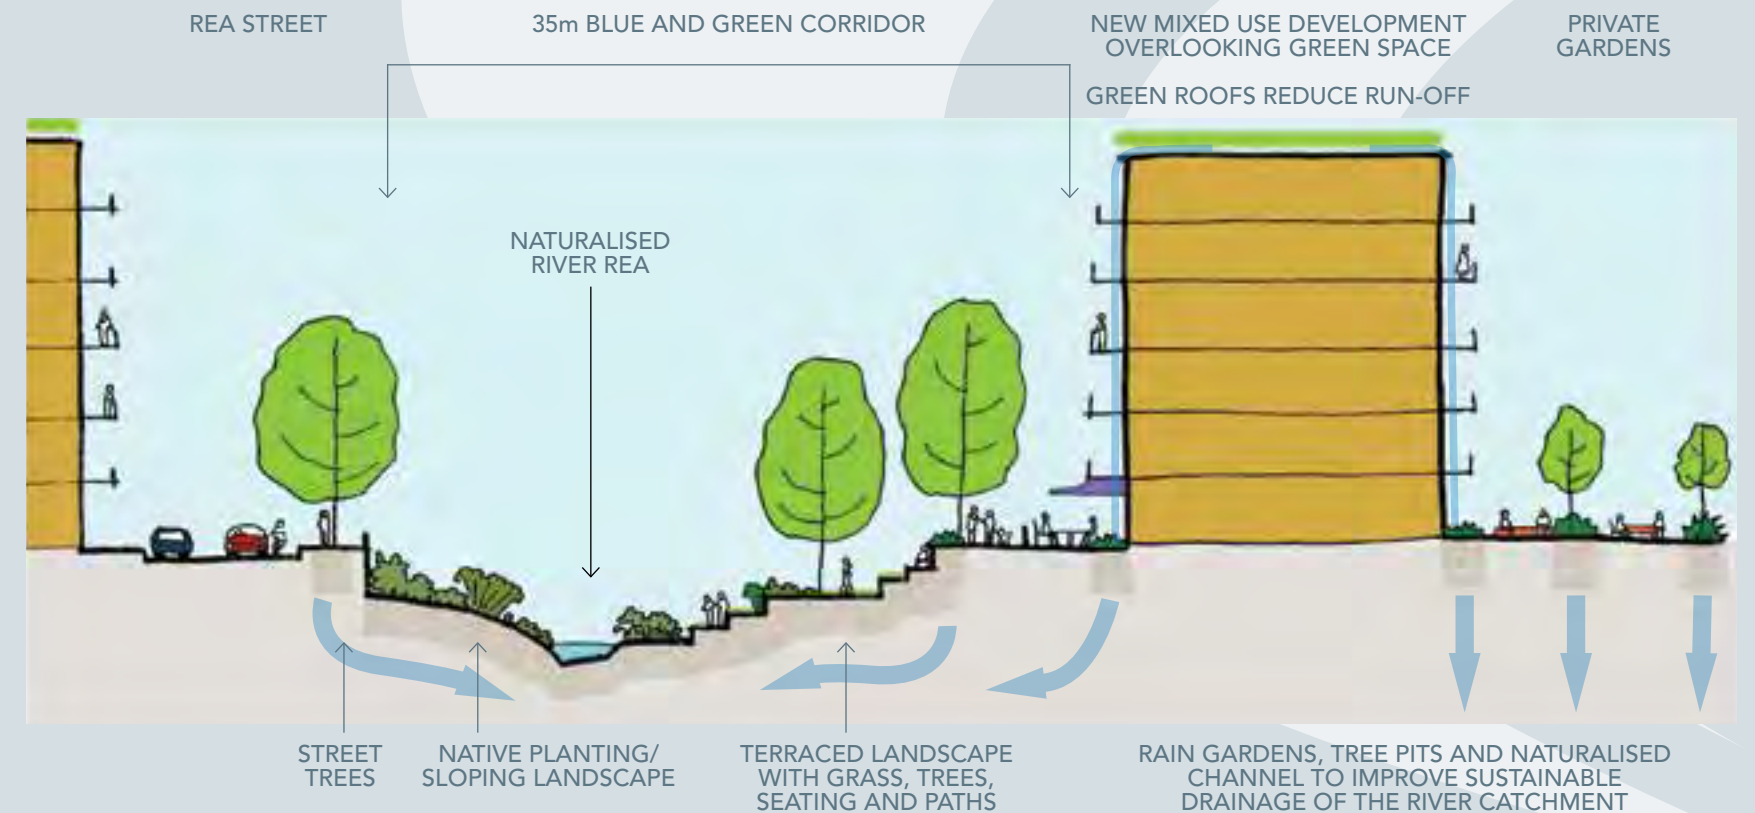 REA STREET
35m BLUE AND GREEN CORRIDOR
NEW MIXED USE DEVELOPMENT
OVERLOOKING GREEN SPACE
PRIVATE
GARDENS
GREEN ROOFS REDUCE RUN-OFF
NATURALISED
RIVER REA
STREET
TREES
NATIVE PLANTING/
SLOPING LANDSCAPE
TERRACED LANDSCAPE
WITH GRASS, TREES,
SEATING AND PATHS
RAIN GARDENS, TREE PITS AND NATURALISED
CHANNEL TO IMPROVE SUSTAINABLE
DRAINAGE OF THE RIVER CATCHMENT